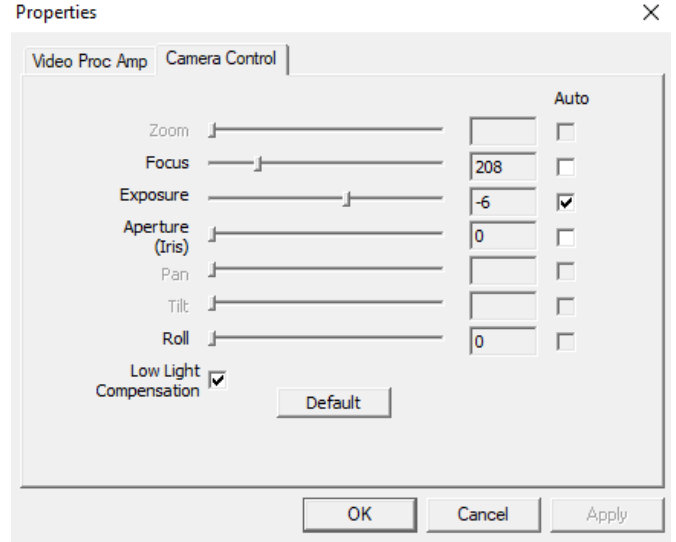 Properties
Video Proc Amp
Camera Control
Auto
Zoom
Focus
208
Exposure
-6
Aperture
(Iris)
0
Pan
Tilt
Roll
0
Low Light
Compensation
Default
OK
Cancel
Apply